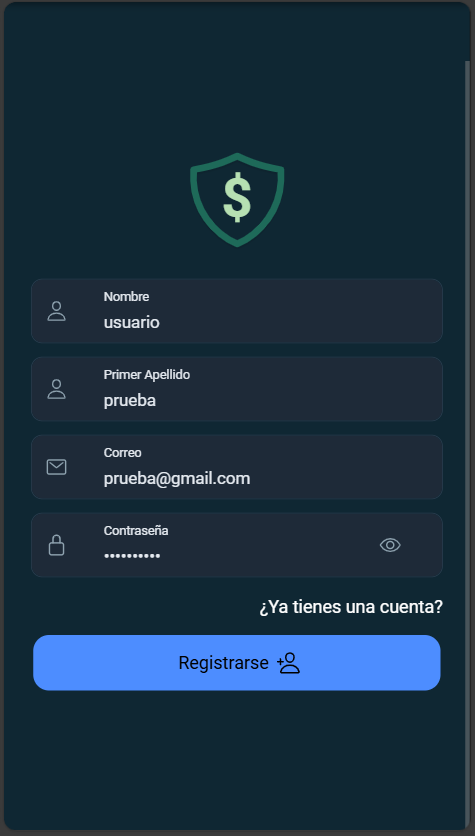 $
Nombre
usuario
Primer Apellido
prueba
Correo
prueba@gmail.com
Contraseña
••••••••••
¿Ya tienes una cuenta?
Registrarse